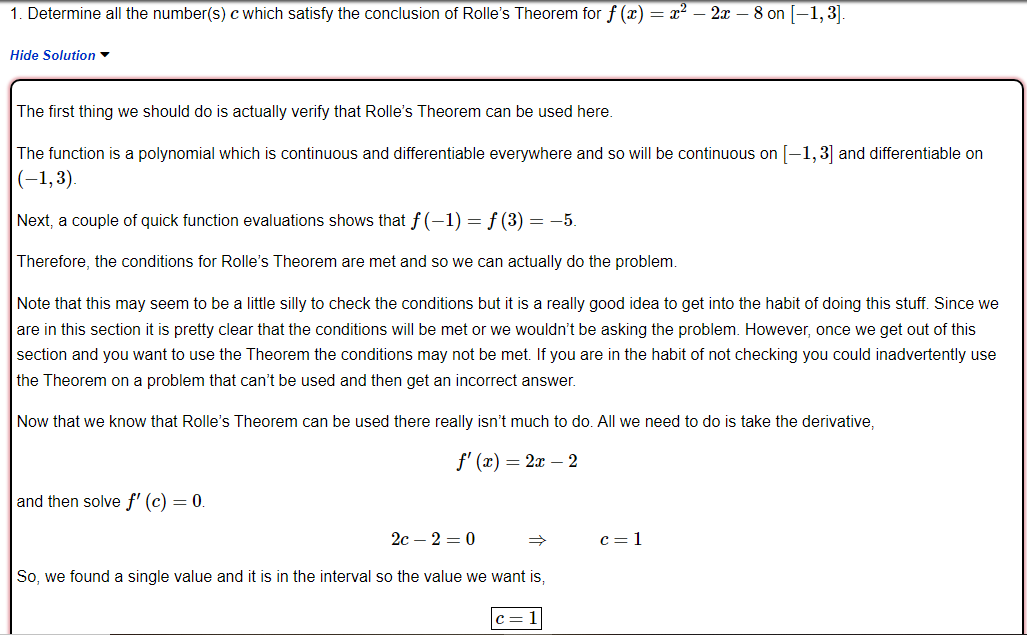 1. Determine all the number(s) c which satisfy the conclusion of Rolle's Theorem for f (x) = x² − 2x − 8 on [−1, 3].
Hide Solution ▼
The first thing we should do is actually verify that Rolle's Theorem can be used here.
The function is a polynomial which is continuous and differentiable everywhere and so will be continuous on [−1, 3] and differentiable on
(−1, 3).
Next, a couple of quick function evaluations shows that f (−1) = f (3) = −5.
Therefore, the conditions for Rolle's Theorem are met and so we can actually do the problem.
Note that this may seem to be a little silly to check the conditions but it is a really good idea to get into the habit of doing this stuff. Since we
are in this section it is pretty clear that the conditions will be met or we wouldn't be asking the problem. However, once we get out of this
section and you want to use the Theorem the conditions may not be met. If you are in the habit of not checking you could inadvertently use
the Theorem on a problem that can't be used and then get an incorrect answer.
Now that we know that Rolle's Theorem can be used there really isn't much to do. All we need to do is take the derivative,
f′ (x) = 2x − 2
and then solve f′ (c) = 0.
2c − 2 = 0 ⇒ c = 1
So, we found a single value and it is in the interval so the value we want is,
c = 1